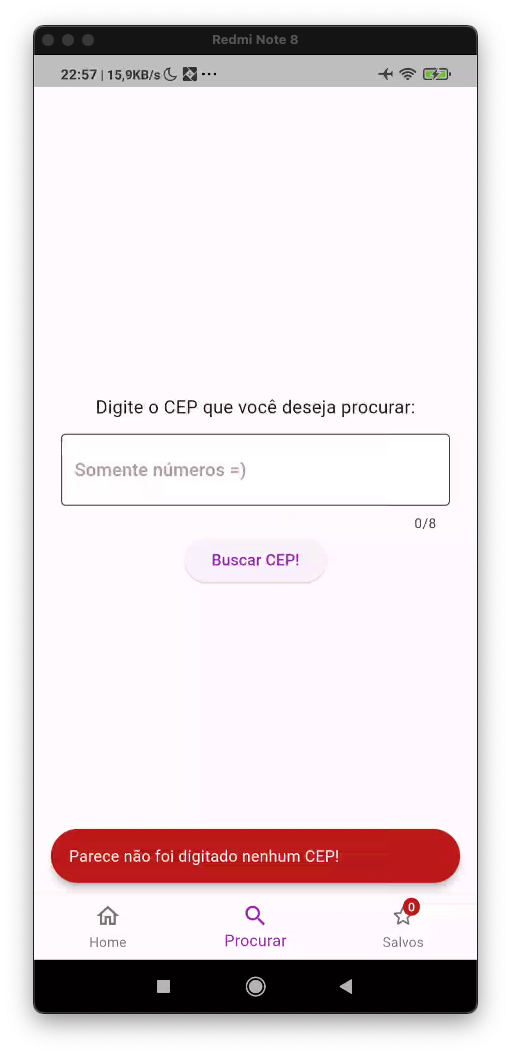 Redmi Note 8
22:57 | 15,9KB/s
Digite o CEP que você deseja procurar:
Somente números =)
0/8
Buscar CEP!
Parece não foi digitado nenhum CEP!
0
Home
Procurar
Salvos